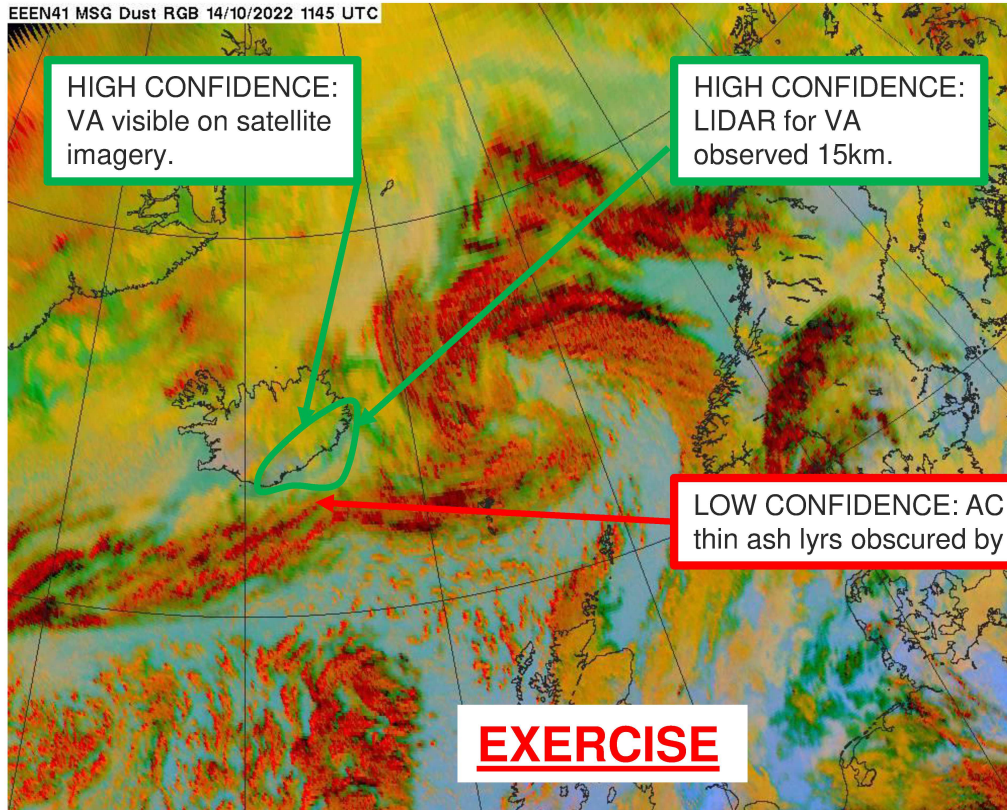 EEEN41 MSG Dust RGB 14/10/2022 1145 UTC
HIGH CONFIDENCE:
VA visible on satellite
imagery.
HIGH CONFIDENCE:
LIDAR for VA
observed 15km.
LOW CONFIDENCE: AC
thin ash lyrs obscured by
EXERCISE